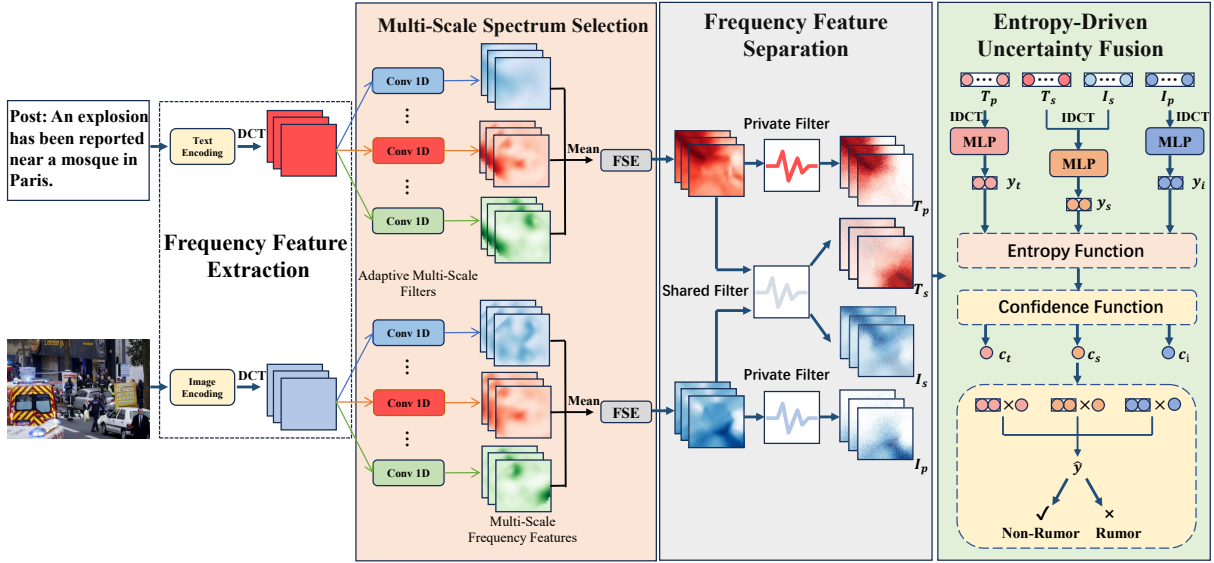 Post: An explosion
has been reported
near a mosque in
Paris.
Text
Encoding
DCT
Frequency Feature
Extraction
Image
Encoding
DCT
Multi-Scale Spectrum Selection
Conv 1D
Conv 1D
Conv 1D
Mean
FSE
Adaptive Multi-Scale
Filters
Conv 1D
Conv 1D
Conv 1D
Mean
FSE
Multi-Scale
Frequency Features
Frequency Feature
Separation
Private Filter
T_p
Shared Filter
T_s
I_s
Private Filter
I_p
Entropy-Driven
Uncertainty Fusion
T_p T_s I_s I_p
IDCT IDCT IDCT
MLP MLP MLP
y_t y_s y_i
Entropy Function
Confidence Function
c_t c_s c_i
× × ×
ŷ
✓ ×
Non-Rumor Rumor